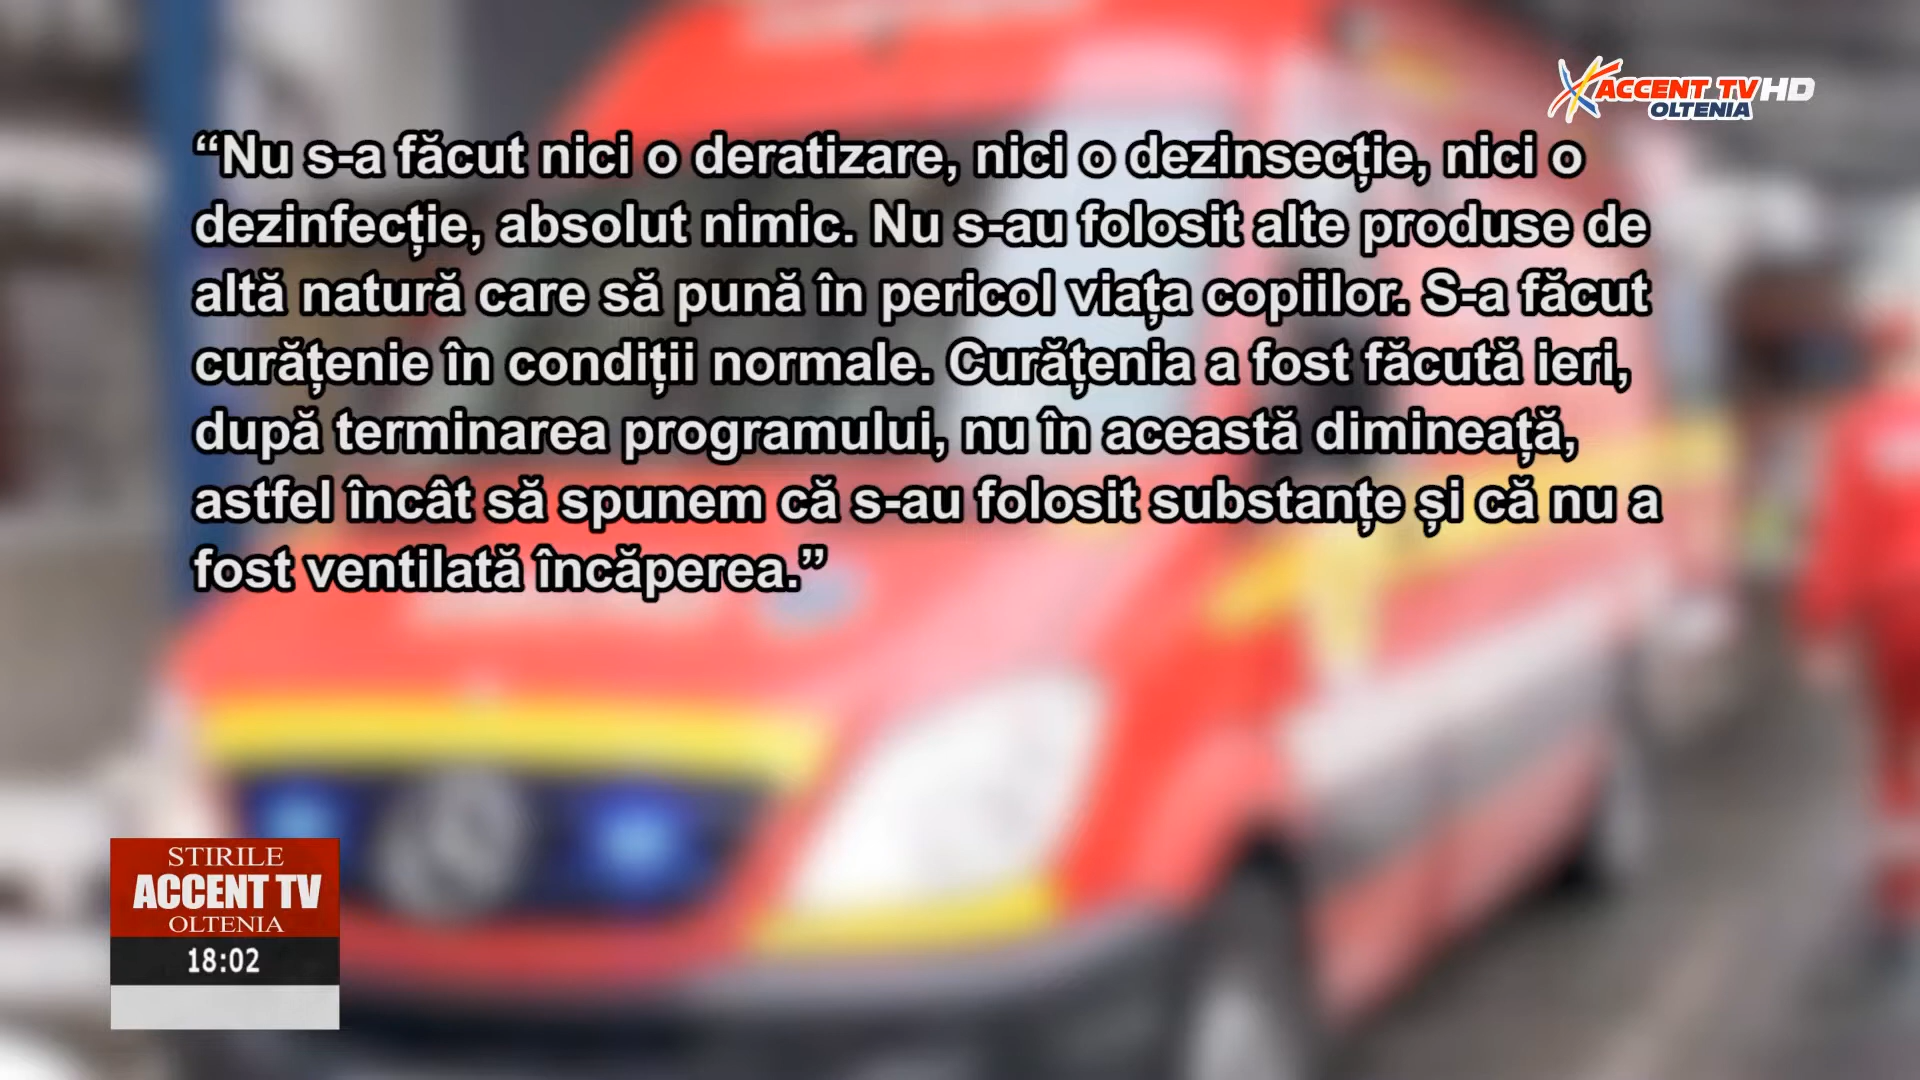 ACCENT TV HD
OLTENIA
“Nu s-a făcut nici o deratizare, nici o dezinsecție, nici o
dezinfecție, absolut nimic. Nu s-au folosit alte produse de
altă natură care să pună în pericol viața copiilor. S-a făcut
curățenie în condiții normale. Curățenia a fost făcută ieri,
după terminarea programului, nu în această dimineață,
astfel încât să spunem că s-au folosit substanțe și că nu a
fost ventilată încăperea.”
STIRILE
ACCENT TV
OLTENIA
18:02